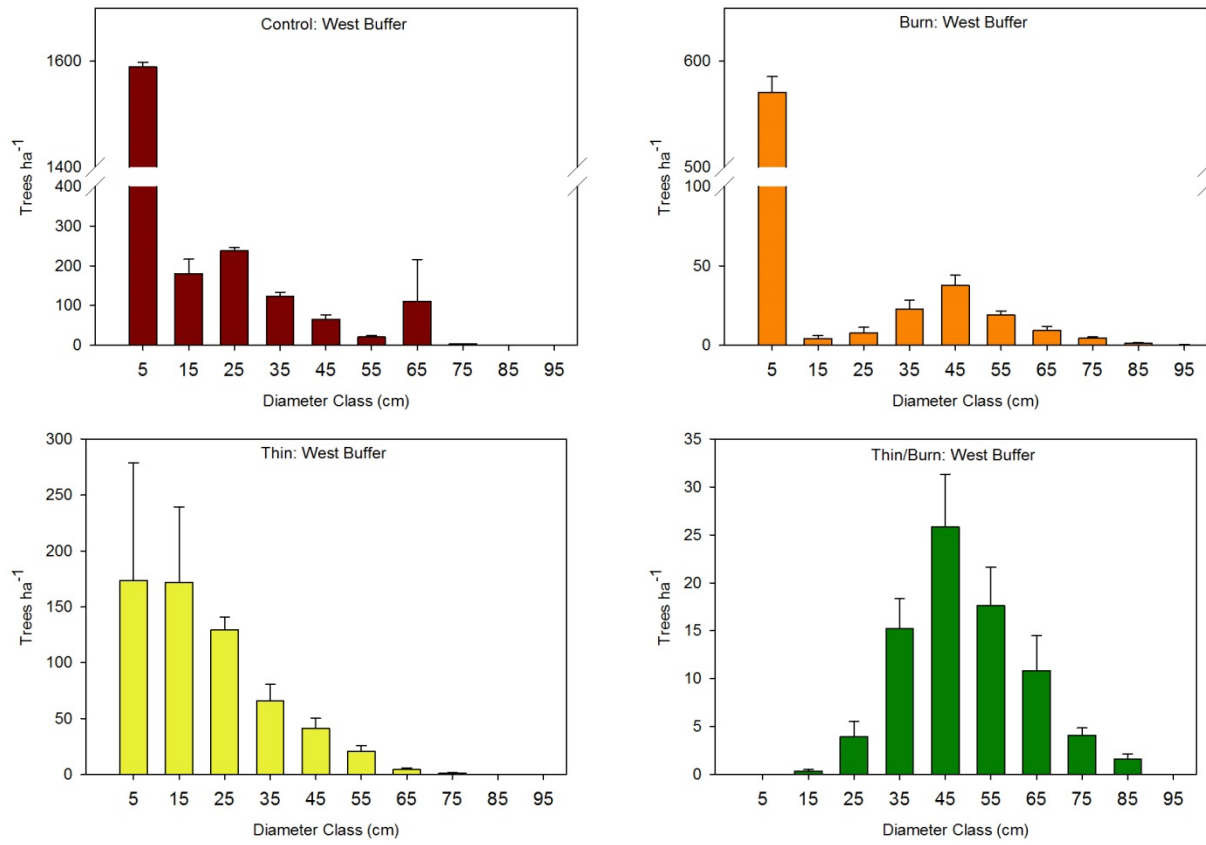 Control: West Buffer
Trees ha-1
1600
1400
400
300
200
100
0
5 15 25 35 45 55 65 75 85 95
Diameter Class (cm)
Burn: West Buffer
Trees ha-1
600
500
100
50
0
5 15 25 35 45 55 65 75 85 95
Diameter Class (cm)
Thin: West Buffer
Trees ha-1
300
250
200
150
100
50
0
5 15 25 35 45 55 65 75 85 95
Diameter Class (cm)
Thin/Burn: West Buffer
Trees ha-1
35
30
25
20
15
10
5
0
5 15 25 35 45 55 65 75 85 95
Diameter Class (cm)